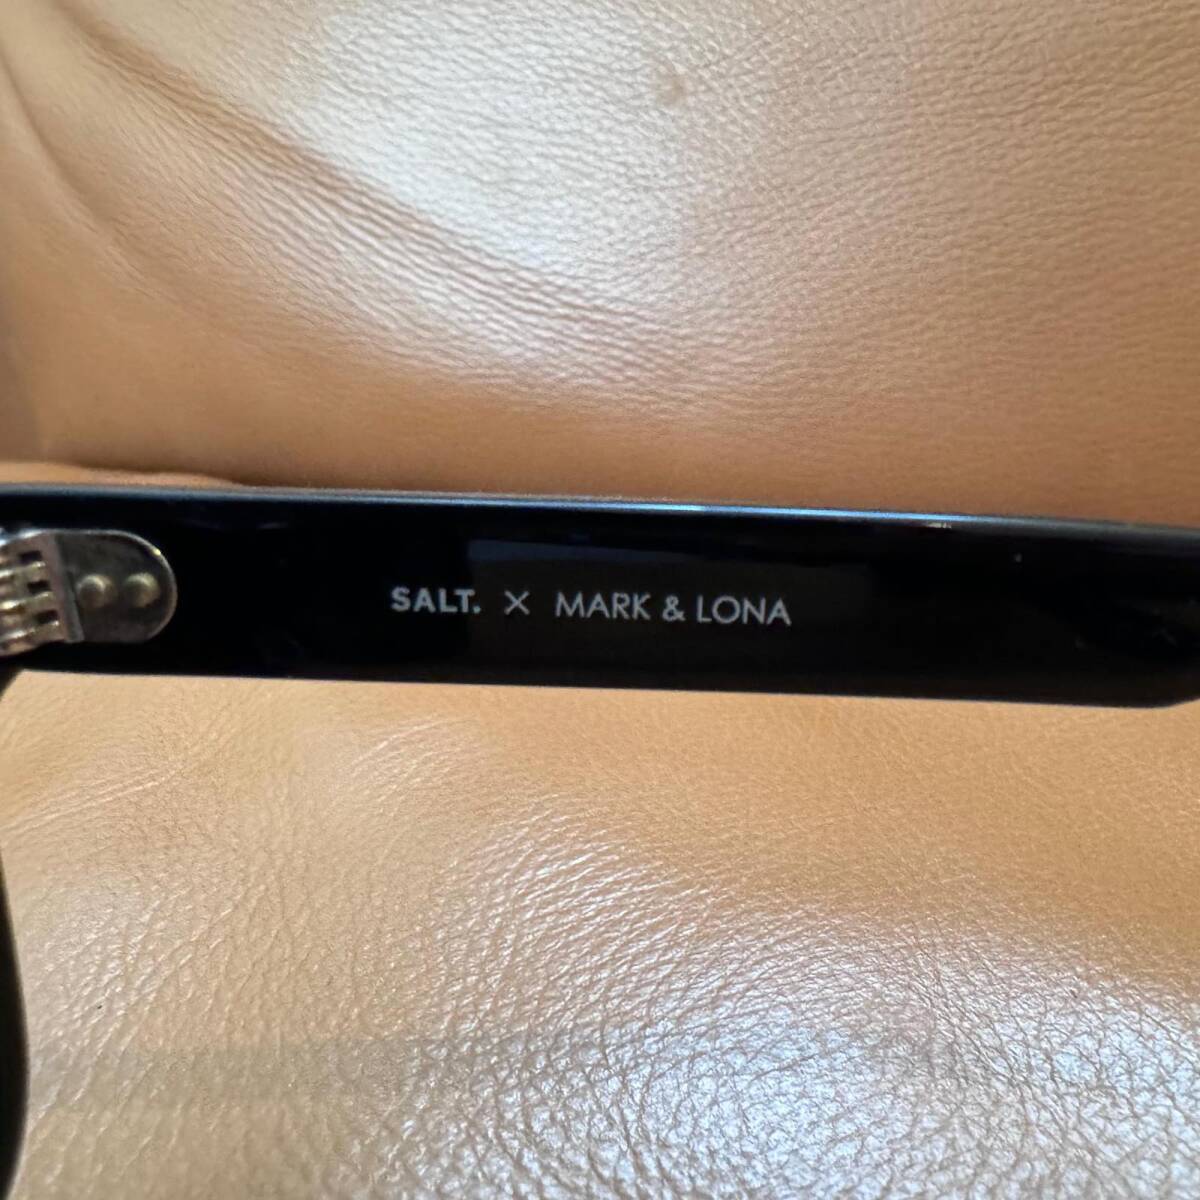 SALT. × MARK & LONA